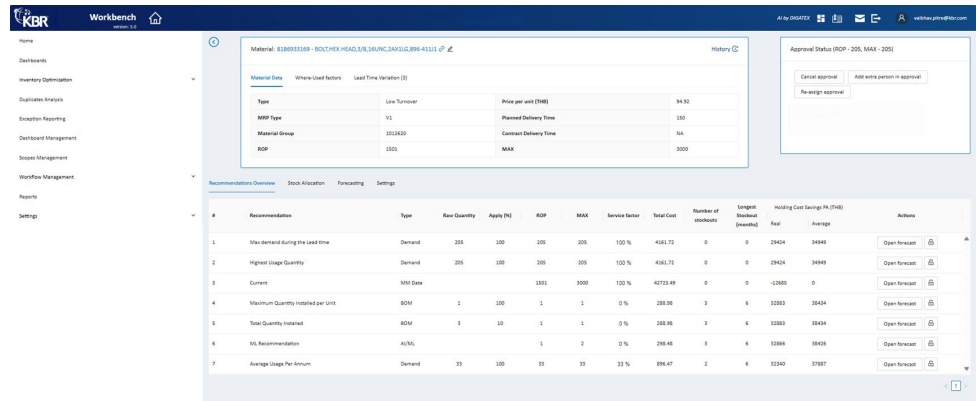 KBR
Workbench
version: 3.0
AI by DIGATEX
A
vaibhav.pitre@kbr.com
Home
Dashboards
Inventory Optimization
Duplicates Analysis
Exception Reporting
Dashboard Management
Scopes Management
Workflow Management
Reports
Settings
Material: 8186933169 - BOLT,HEX.HEAD,3/8,16UNC,2AX1LG,B96-411J1
History
Material Data Where-Used factors Lead Time Variation (3)
Type Low Turnover Price per unit (THB) 94.92
MRP Type V1 Planned Delivery Time 150
Material Group 1012620 Contract Delivery Time NA
ROP 1501 MAX 3000
Approval Status (ROP - 205, MAX - 205)
Cancel approval Add extra person in approval
Re-assign approval
Recommendations Overview Stock Allocation Forecasting Settings
# Recommendation Type Raw Quantity Apply (%) ROP MAX Service factor Total Cost Number of stockouts Longest Stockout (months) Holding Cost Savings PA (THB) Real Average Actions
1 Max demand during the Lead time Demand 205 100 205 205 100 % 4161.72 0 0 29424 34949 Open forecast
2 Highest Usage Quantity Demand 205 100 205 205 100 % 4161.72 0 0 29424 34949 Open forecast
3 Current MM Data 1501 3000 100 % 42723.49 0 0 -12685 0 Open forecast
4 Maximum Quantity Installed per Unit BOM 1 100 1 1 0 % 288.98 3 6 32883 38434 Open forecast
5 Total Quantity Installed BOM 3 10 1 1 0 % 288.98 3 6 32883 38434 Open forecast
6 ML Recommendation AI/ML 1 2 0 % 298.48 3 6 32866 38426 Open forecast
7 Average Usage Per Annum Demand 33 100 33 33 33 % 896.47 2 6 32340 37887 Open forecast
1